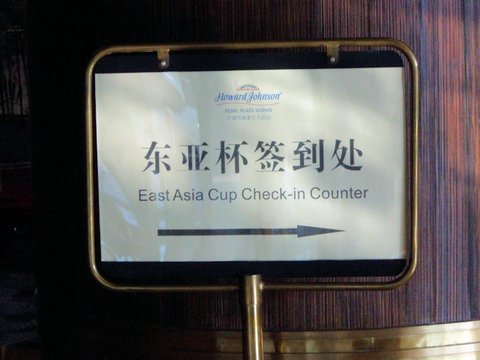 Howard Johnson
PEARL PLAZA WUHAN
东亚杯签到处
East Asia Cup Check-in Counter